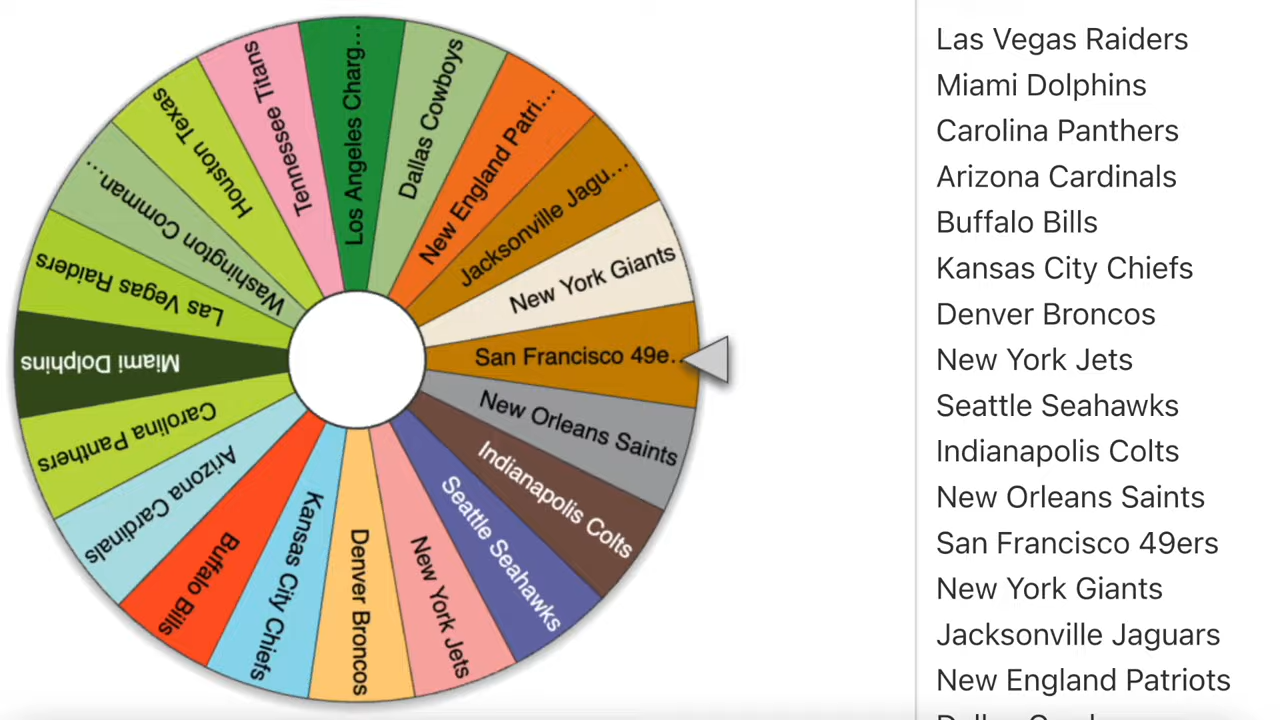 Los Angeles Charg...
Dallas Cowboys
New England Patri...
Jacksonville Jagu...
New York Giants
San Francisco 49e..
New Orleans Saints
Indianapolis Colts
Seattle Seahawks
New York Jets
Denver Broncos
Kansas City Chiefs
Buffalo Bills
Arizona Cardinals
Carolina Panthers
Miami Dolphins
Las Vegas Raiders
Washington Comman...
Houston Texas
Tennessee Titans
Las Vegas Raiders
Miami Dolphins
Carolina Panthers
Arizona Cardinals
Buffalo Bills
Kansas City Chiefs
Denver Broncos
New York Jets
Seattle Seahawks
Indianapolis Colts
New Orleans Saints
San Francisco 49ers
New York Giants
Jacksonville Jaguars
New England Patriots